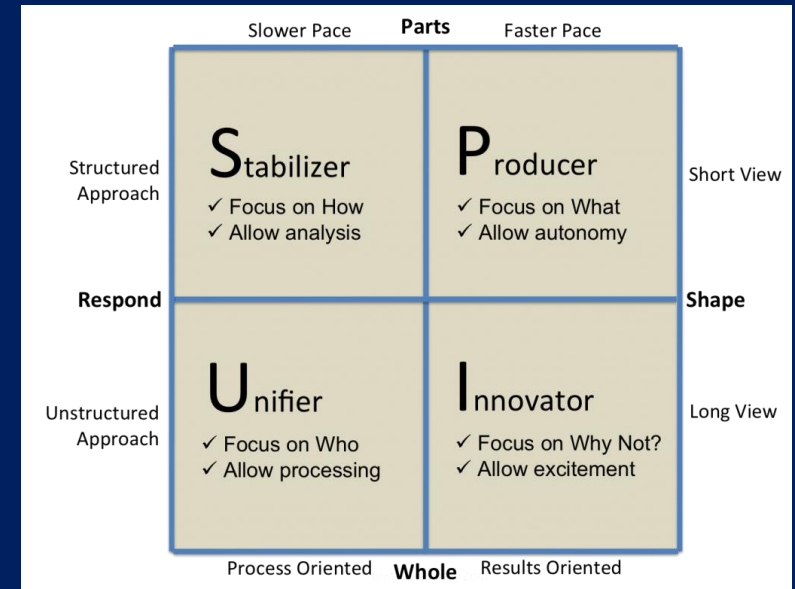 Slower Pace Parts Faster Pace
Structured
Approach
Stabilizer
✓ Focus on How
✓ Allow analysis
Producer
✓ Focus on What
✓ Allow autonomy
Short View
Respond
Shape
Unstructured
Approach
Unifier
✓ Focus on Who
✓ Allow processing
Innovator
✓ Focus on Why Not?
✓ Allow excitement
Long View
Process Oriented Whole Results Oriented